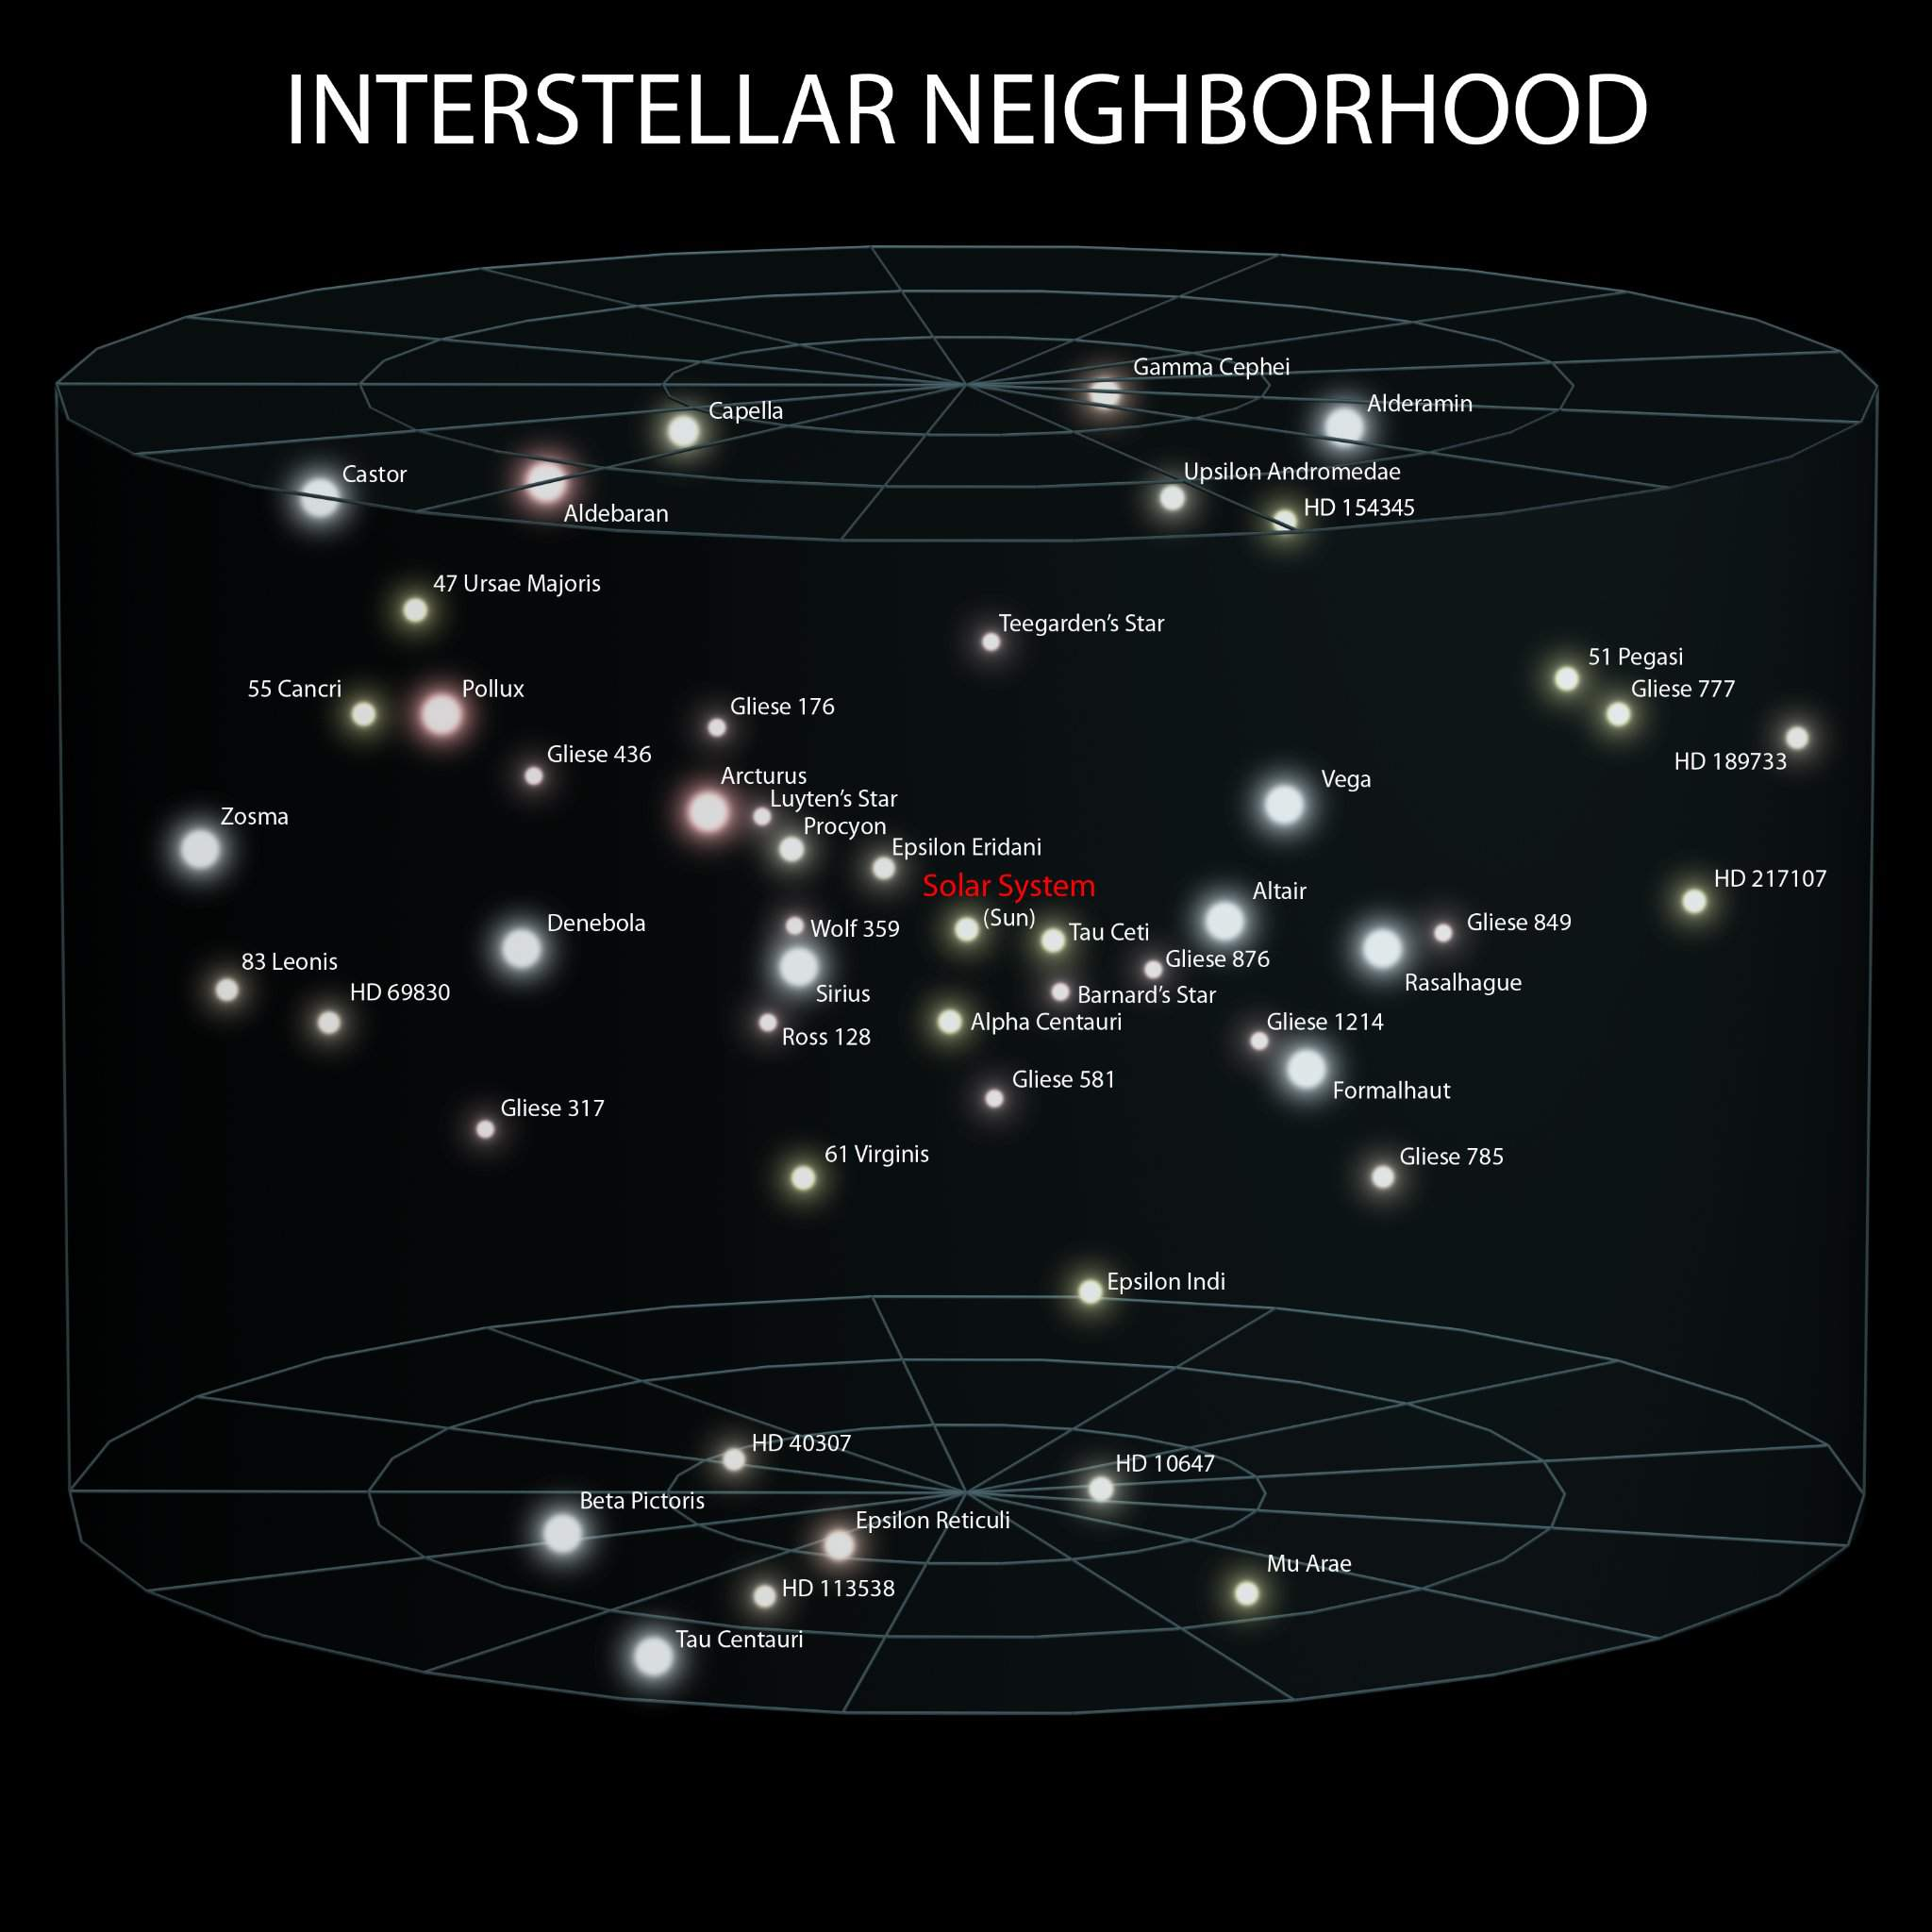 INTERSTELLAR NEIGHBORHOOD
Gamma Cephei
Alderamin
Capella
Upsilon Andromedae
Castor
HD 154345
Aldebaran
47 Ursae Majoris
Teegarden’s Star
51 Pegasi
55 Cancri
Pollux
Gliese 777
Gliese 176
Gliese 436
HD 189733
Arcturus
Vega
Luyten’s Star
Zosma
Procyon
Epsilon Eridani
HD 217107
Solar System
Altair
(Sun)
Denebola
Gliese 849
Wolf 359
Tau Ceti
83 Leonis
Gliese 876
Rasalhague
HD 69830
Sirius
Barnard’s Star
Alpha Centauri
Gliese 1214
Ross 128
Gliese 581
Formalhaut
Gliese 317
61 Virginis
Gliese 785
Epsilon Indi
HD 40307
HD 10647
Beta Pictoris
Epsilon Reticuli
Mu Arae
HD 113538
Tau Centauri